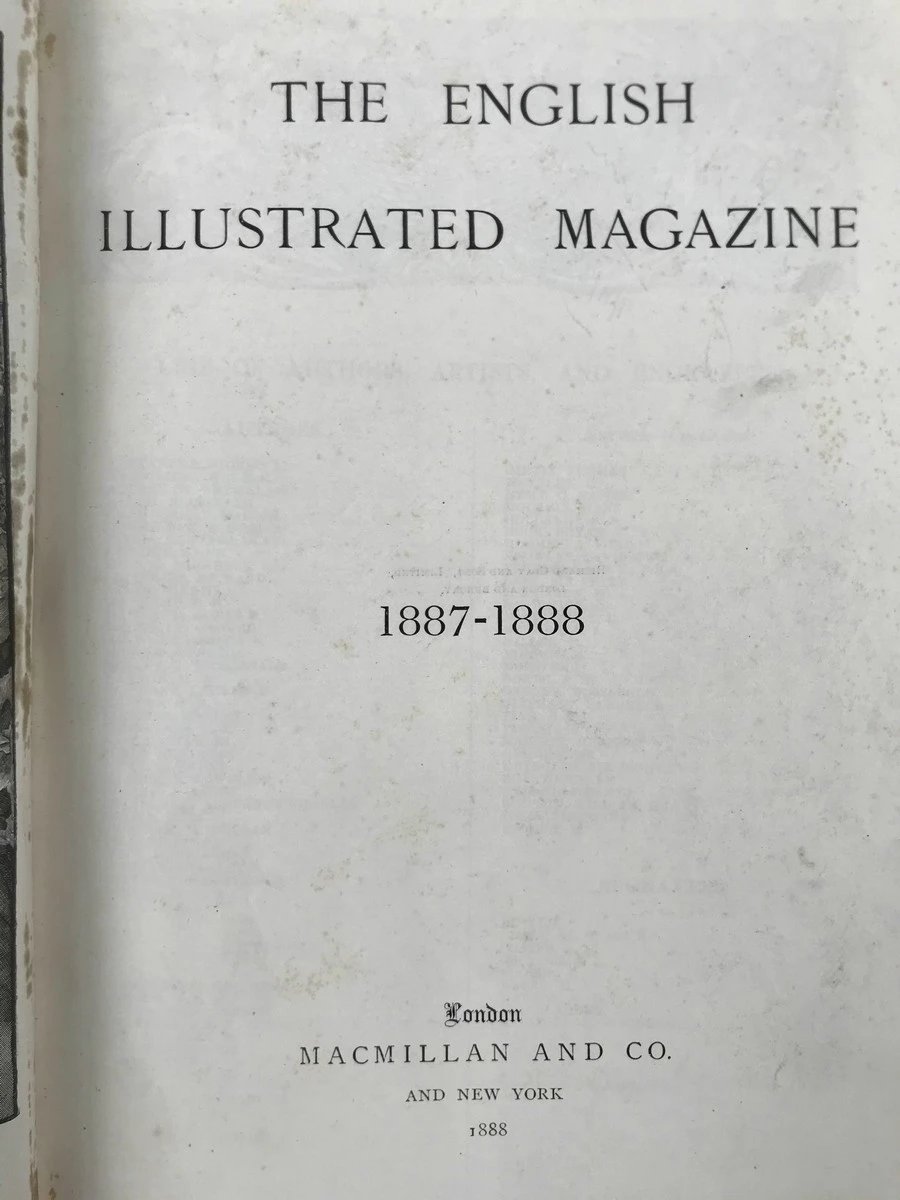 THE ENGLISH
ILLUSTRATED MAGAZINE
1887-1888
London
MACMILLAN AND CO.
AND NEW YORK
1888